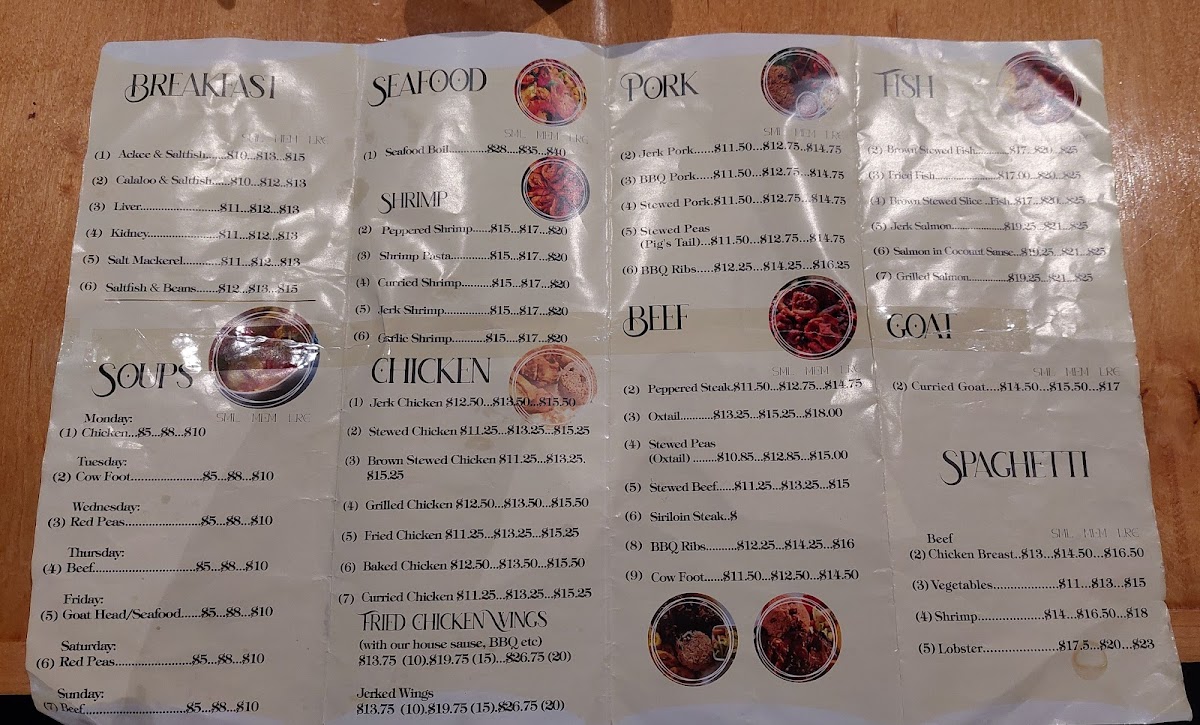 BREAKFAST
SML MEM LRG
(1) Ackee & Saltfish......$10...$13...$15
(2) Calaloo & Saltfish.....$10...$12..$13
(3) Liver......................$11...$12...$13
(4) Kidney...................$11...$12...$13
(5) Salt Mackerel.........$11...$12...$13
(6) Saltfish & Beans......$12...$13...$15
SOUPS
SML MEM LRG
Monday:
(1) Chicken...$5...$8...$10
Tuesday:
(2) Cow Foot....................$5...$8...$10
Wednesday:
(3) Red Peas.....................$5...$8...$10
Thursday:
(4) Beef............................$5...$8...$10
Friday:
(5) Goat Head/Seafood.....$5...$8...$10
Saturday:
(6) Red Peas.....................$5...$8...$10
Sunday:
(7) Beef............................$5...$8...$10
SEAFOOD
SML MEM LRG
(1) Seafood Boil..........$28...$35...$40
SHRIMP
(2) Peppered Shrimp.....$15...$17...$20
(3) Shrimp Pasta...........$15...$17...$20
(4) Curried Shrimp.........$15...$17...$20
(5) Jerk Shrimp.............$15...$17...$20
(6) Garlic Shrimp..........$15...$17...$20
CHICKEN
(1) Jerk Chicken $12.50...$13.50...$15.50
(2) Stewed Chicken $11.25...$13.25...$15.25
(3) Brown Stewed Chicken $11.25...$13.25.
$15.25
(4) Grilled Chicken $12.50...$13.50...$15.50
(5) Fried Chicken $11.25...$13.25...$15.25
(6) Baked Chicken $12.50...$13.50...$15.50
(7) Curried Chicken $11.25...$13.25...$15.25
FRIED CHICKEN WINGS
(with our house sause, BBQ etc)
$13.75 (10).$19.75 (15)...$26.75 (20)
Jerked Wings
$13.75 (10).$19.75 (15).$26.75 (20)
PORK
SML MEM LRG
(2) Jerk Pork......$11.50...$12.75...$14.75
(3) BBQ Pork.....$11.50...$12.75...$14.75
(4) Stewed Pork.$11.50...$12.75...$14.75
(5) Stewed Peas
(Pig's Tail)...$11.50...$12.75...$14.75
(6) BBQ Ribs.....$12.25...$14.25...$16.25
BEEF
SML MEM LRG
(2) Peppered Steak.$11.50...$12.75...$14.75
(3) Oxtail..........$13.25...$15.25...$18.00
(4) Stewed Peas
(Oxtail) .......$10.85...$12.85...$15.00
(5) Stewed Beef.....$11.25...$13.25...$15
(6) Siriloin Steak..$
(8) BBQ Ribs.........$12.25...$14.25...$16
(9) Cow Foot......$11.50...$12.50...$14.50
FISH
(2) Brown Stewed Fish...........$17...$20...$25
(3) Fried Fish.......................$17.00...$20...$25
(4) Brown Stewed Slice ..Fish.$17...$20...$25
(5) Jerk Salmon...................$19.25...$21...$25
(6) Salmon in Coconut Sause...$19.25...$21...$25
(7) Grilled Salmon...............$19.25...$21...$25
GOAT
SML MEM LRG
(2) Curried Goat....$14.50...$15.50...$17
SPAGHETTI
SML MEM LRG
Beef
(2) Chicken Breast..$13...$14.50...$16.50
(3) Vegetables.................$11...$13...$15
(4) Shrimp................$14...$16.50...$18
(5) Lobster....................$17.5...$20...$23